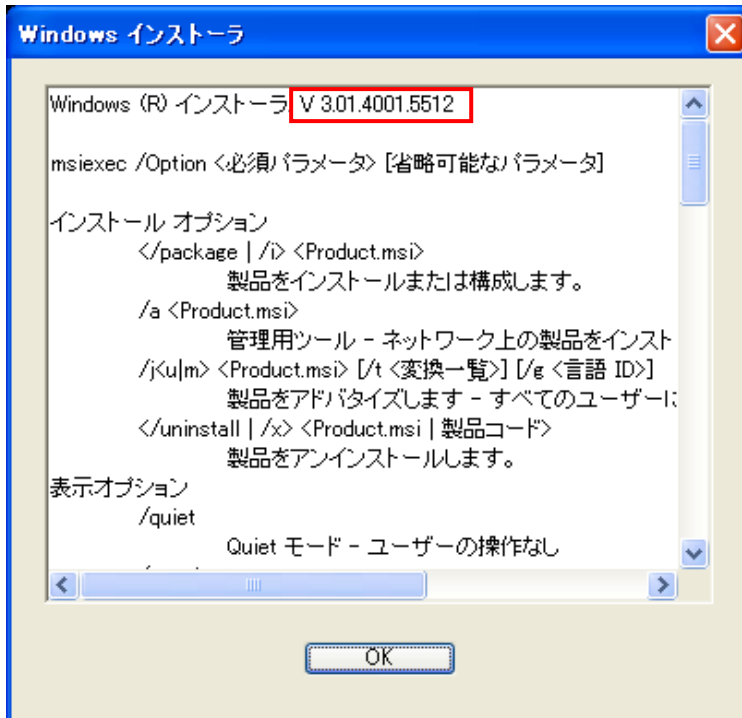 Windows インストーラ
Windows (R) インストーラ V 3.01.4001.5512
msiexec /Option <必須パラメータ> [省略可能なパラメータ]
インストール オプション
</package | /i> <Product.msi>
製品をインストールまたは構成します。
/a <Product.msi>
管理用ツール - ネットワーク上の製品をインスト
/j<u|m> <Product.msi> [/t <変換一覧>] [/g <言語 ID>]
製品をアドバタイズします - すべてのユーザーに
</uninstall | /x> <Product.msi | 製品コード>
製品をアンインストールします。
表示オプション
/quiet
Quiet モード - ユーザーの操作なし
OK